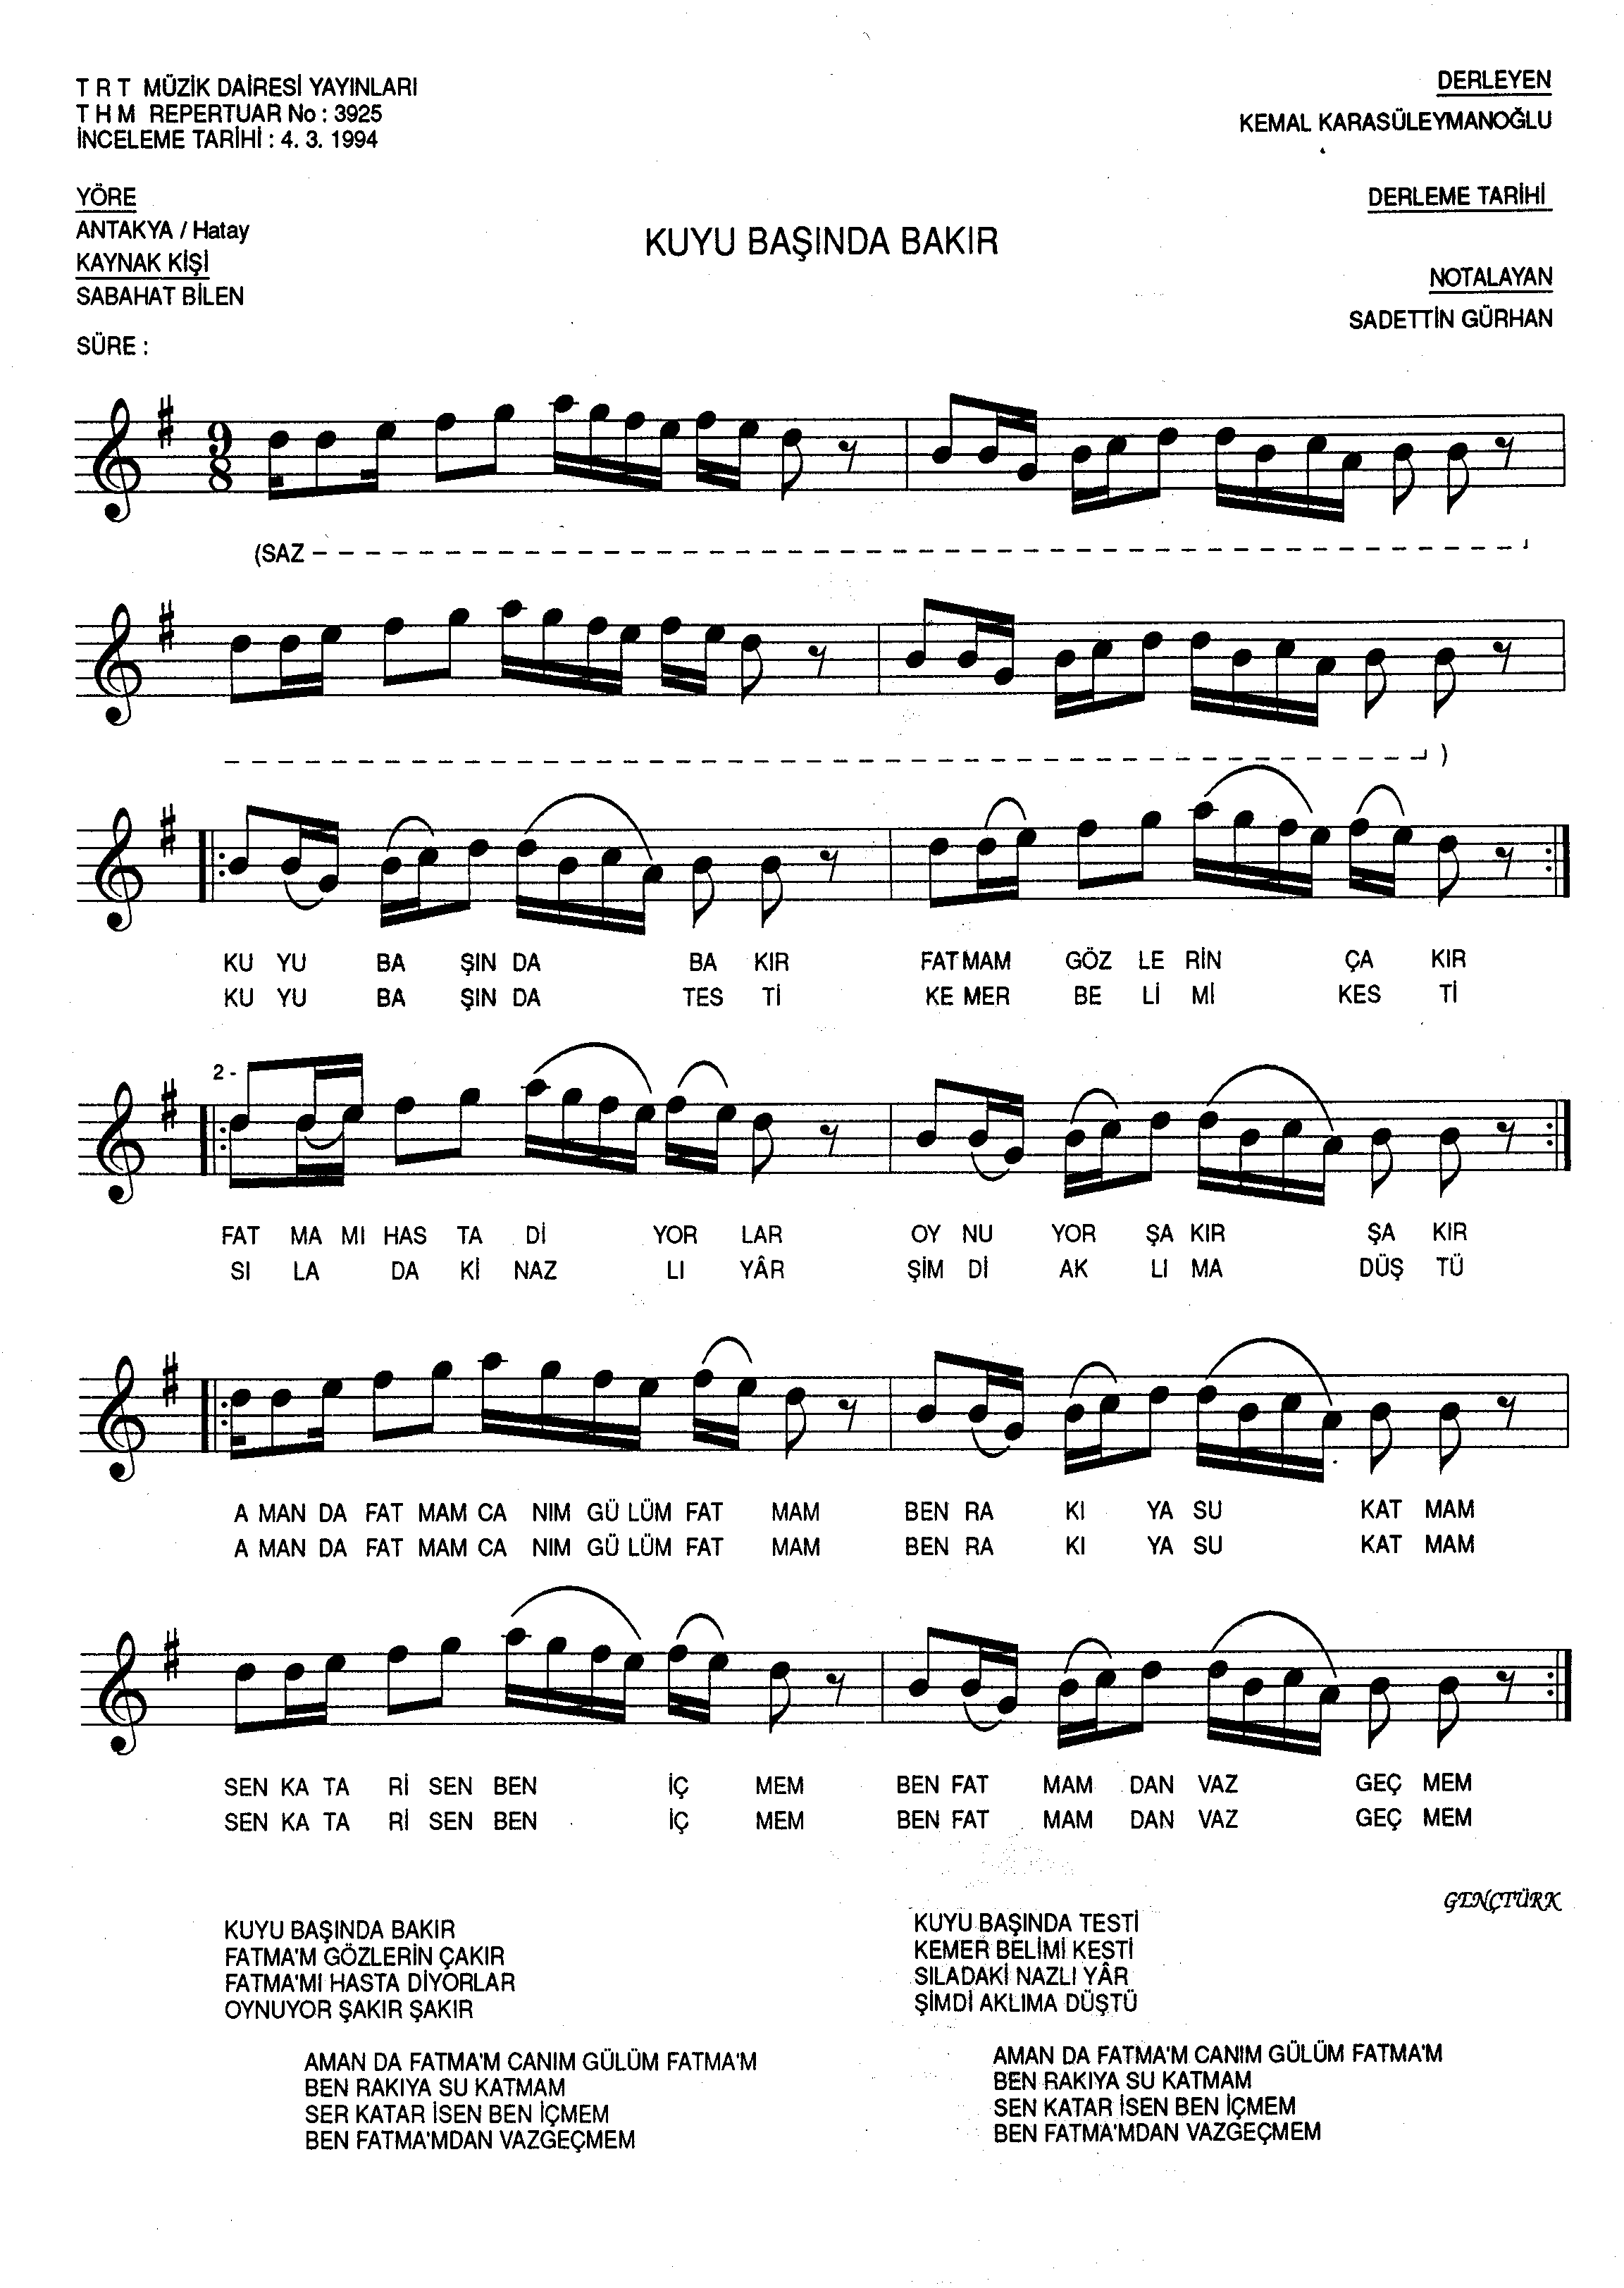 T R T MÜZİK DAİRESİ YAYINLARI
T H M REPERTUAR No : 3925
İNCELEME TARİHİ : 4. 3. 1994
DERLEYEN
KEMAL KARASÜLEYMANOĞLU
YÖRE
ANTAKYA / Hatay
KAYNAK KİŞİ
SABAHAT BİLEN
SÜRE :
KUYU BAŞINDA BAKIR
DERLEME TARİHİ
NOTALAYAN
SADETTİN GÜRHAN
9
8
(SAZ
)
KU YU BA ŞIN DA BA KIR FAT MAM GÖZ LE RİN ÇA KIR
KU YU BA ŞIN DA TES Tİ KE MER BE Lİ Mİ KES Tİ
2 -
FAT MA MI HAS TA Dİ YOR LAR OY NU YOR ŞA KIR ŞA KIR
SI LA DA Kİ NAZ LI YÂR ŞİM Dİ AK LI MA DÜŞ TÜ
A MAN DA FAT MAM CA NIM GÜ LÜM FAT MAM BEN RA KI YA SU KAT MAM
A MAN DA FAT MAM CA NIM GÜ LÜM FAT MAM BEN RA KI YA SU KAT MAM
SEN KA TA Rİ SEN BEN İÇ MEM BEN FAT MAM DAN VAZ GEÇ MEM
SEN KA TA Rİ SEN BEN İÇ MEM BEN FAT MAM DAN VAZ GEÇ MEM
GENÇTÜRK
KUYU BAŞINDA BAKIR
FATMA'M GÖZLERİN ÇAKIR
FATMA'MI HASTA DİYORLAR
OYNUYOR ŞAKIR ŞAKIR
AMAN DA FATMA'M CANIM GÜLÜM FATMA'M
BEN RAKIYA SU KATMAM
SER KATAR İSEN BEN İÇMEM
BEN FATMA'MDAN VAZGEÇMEM
KUYU BAŞINDA TESTİ
KEMER BELİMİ KESTİ
SILADAKİ NAZLI YÂR
ŞİMDİ AKLIMA DÜŞTÜ
AMAN DA FATMA'M CANIM GÜLÜM FATMA'M
BEN RAKIYA SU KATMAM
SEN KATAR İSEN BEN İÇMEM
BEN FATMA'MDAN VAZGEÇMEM